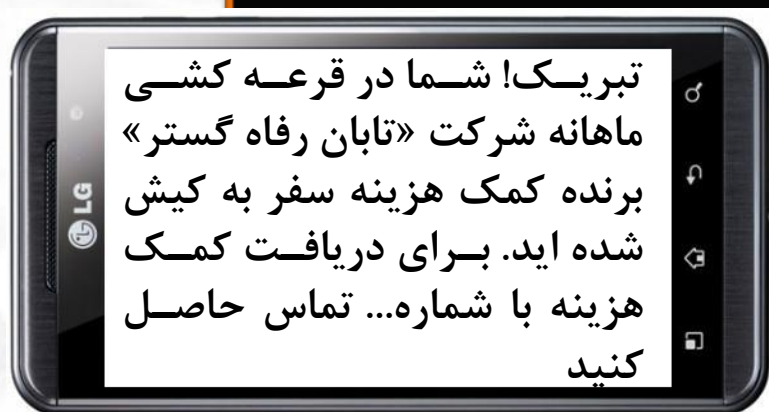 تبریک! شما در قرعه کشی
ماهانه شرکت «تابان رفاه گستر»
برنده کمک هزینه سفر به کیش
شده اید. برای دریافت کمک
هزینه با شماره... تماس حاصل
کنید
LG